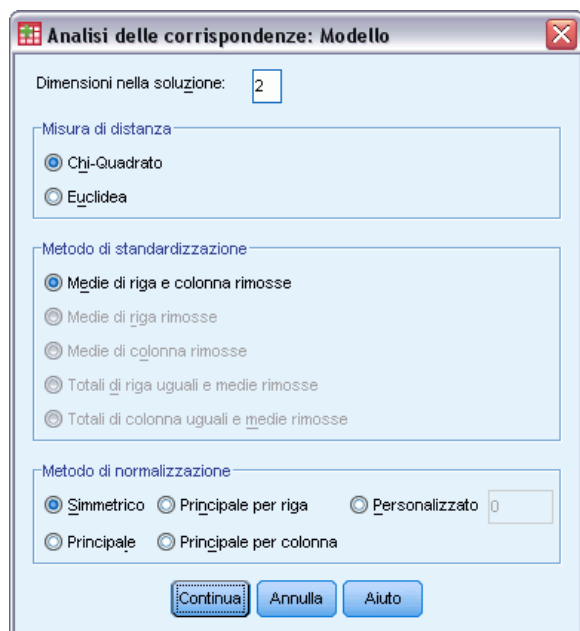 Analisi delle corrispondenze: Modello
Dimensioni nella soluzione: 2
Misura di distanza
Chi-Quadrato
Euclidea
Metodo di standardizzazione
Medie di riga e colonna rimosse
Medie di riga rimosse
Medie di colonna rimosse
Totali di riga uguali e medie rimosse
Totali di colonna uguali e medie rimosse
Metodo di normalizzazione
Simmetrico Principale per riga Personalizzato 0
Principale Principale per colonna
Continua Annulla Aiuto